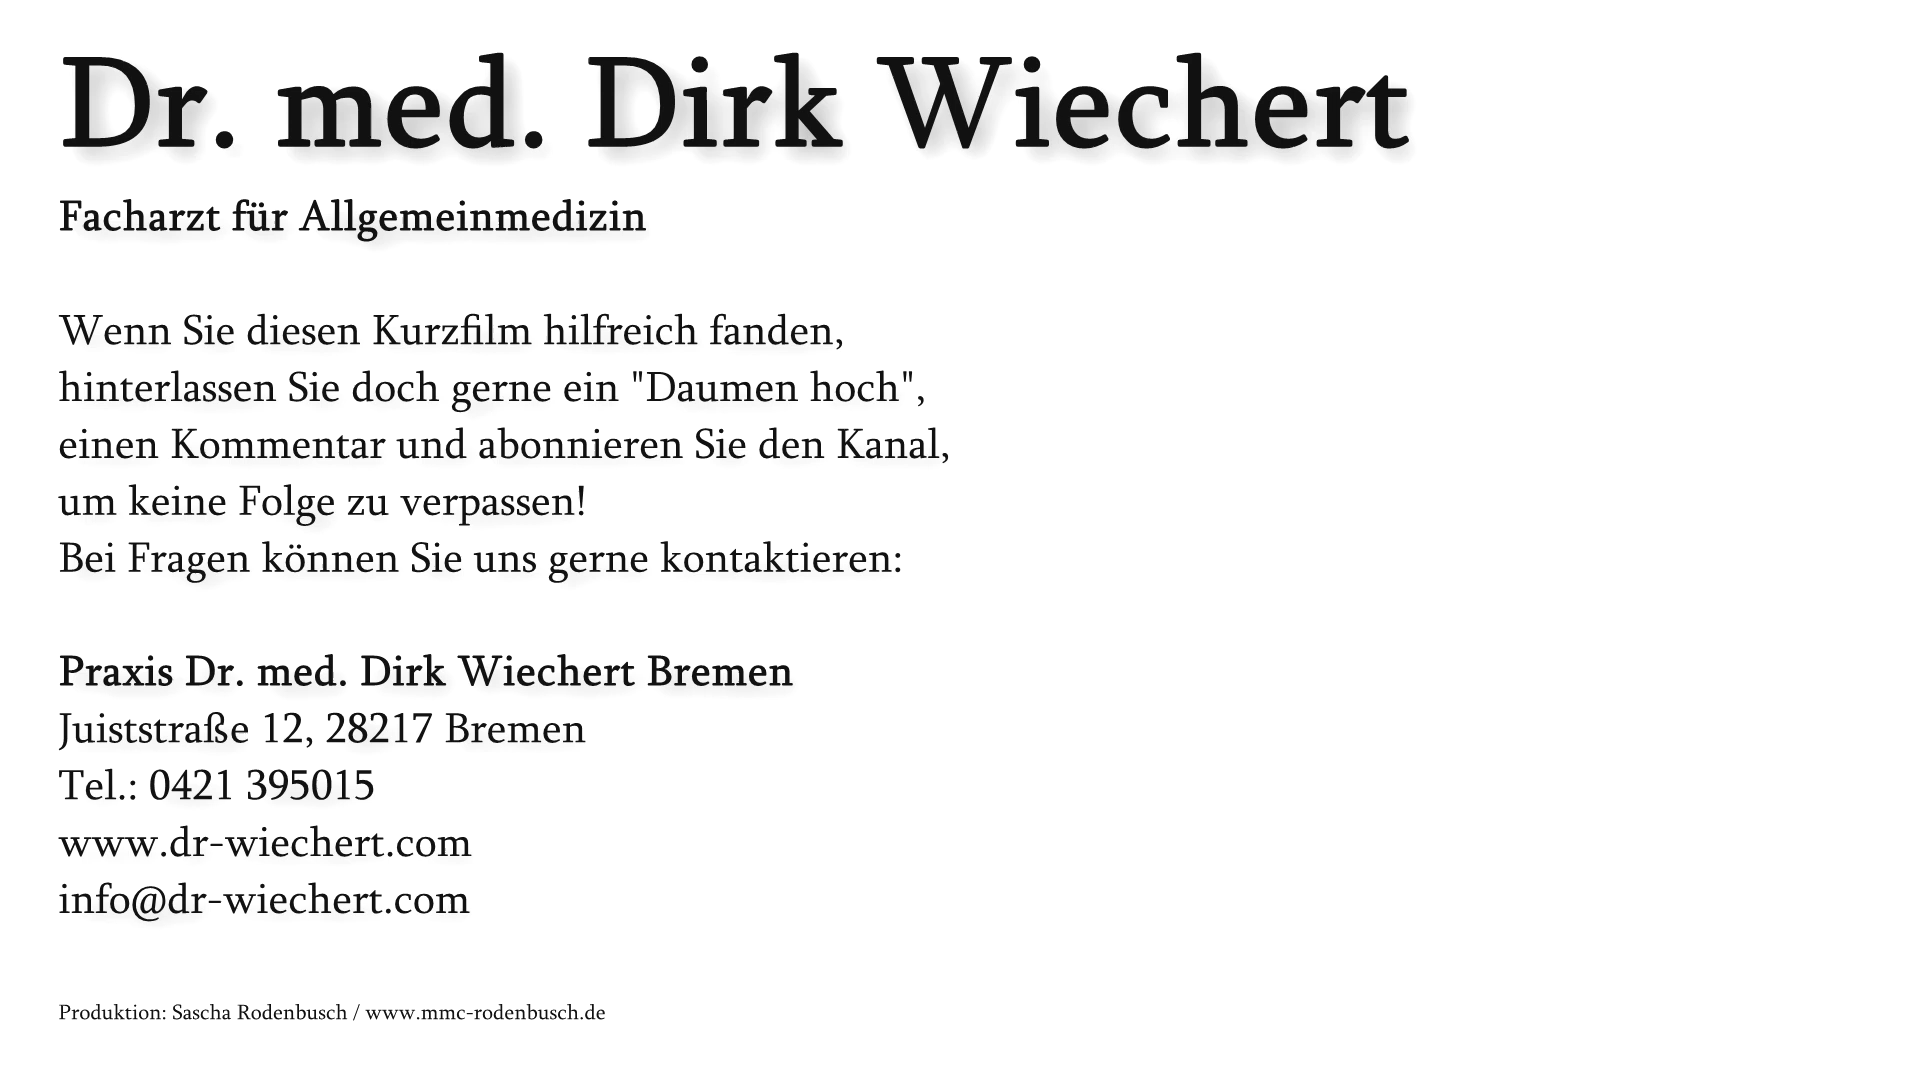 Dr. med. Dirk Wiechert
Facharzt für Allgemeinmedizin
Wenn Sie diesen Kurzfilm hilfreich fanden,
hinterlassen Sie doch gerne ein "Daumen hoch",
einen Kommentar und abonnieren Sie den Kanal,
um keine Folge zu verpassen!
Bei Fragen können Sie uns gerne kontaktieren:
Praxis Dr. med. Dirk Wiechert Bremen
Juiststraße 12, 28217 Bremen
Tel.: 0421 395015
www.dr-wiechert.com
info@dr-wiechert.com
Produktion: Sascha Rodenbusch / www.mmc-rodenbusch.de